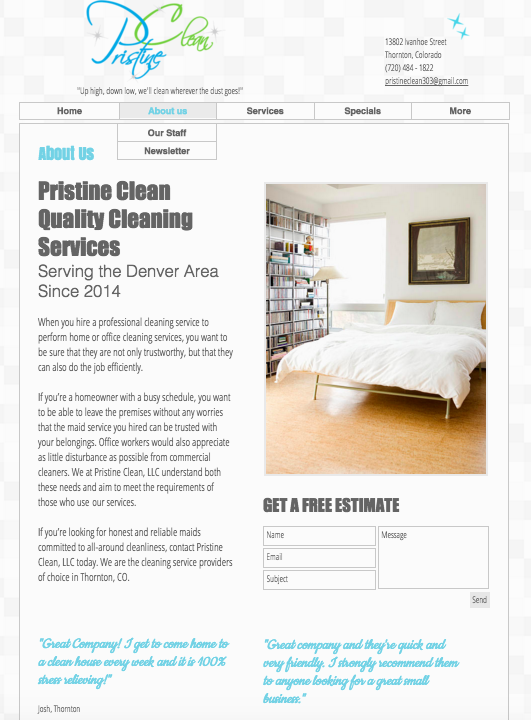 Pristine Clean
"Up high, down low, we'll clean wherever the dust goes!"
13802 Ivanhoe Street
Thornton, Colorado
(720) 484 - 1822
pristineclean303@gmail.com
Home
About us
Services
Specials
More
Our Staff
Newsletter
About Us
Pristine Clean
Quality Cleaning
Services
Serving the Denver Area
Since 2014
When you hire a professional cleaning service to
perform home or office cleaning services, you want to
be sure that they are not only trustworthy, but that they
can also do the job efficiently.
If you're a homeowner with a busy schedule, you want
to be able to leave the premises without any worries
that the maid service you hired can be trusted with
your belongings. Office workers would also appreciate
as little disturbance as possible from commercial
cleaners. We at Pristine Clean, LLC understand both
these needs and aim to meet the requirements of
those who use our services.
If you're looking for honest and reliable maids
committed to all-around cleanliness, contact Pristine
Clean, LLC today. We are the cleaning service providers
of choice in Thornton, CO.
GET A FREE ESTIMATE
Name
Message
Email
Subject
Send
"Great Company! I get to come home to
a clean house every week and it is 100%
stress relieving!"
Josh, Thornton
"Great company and they're quick and
very friendly. I strongly recommend them
to anyone looking for a great small
business."